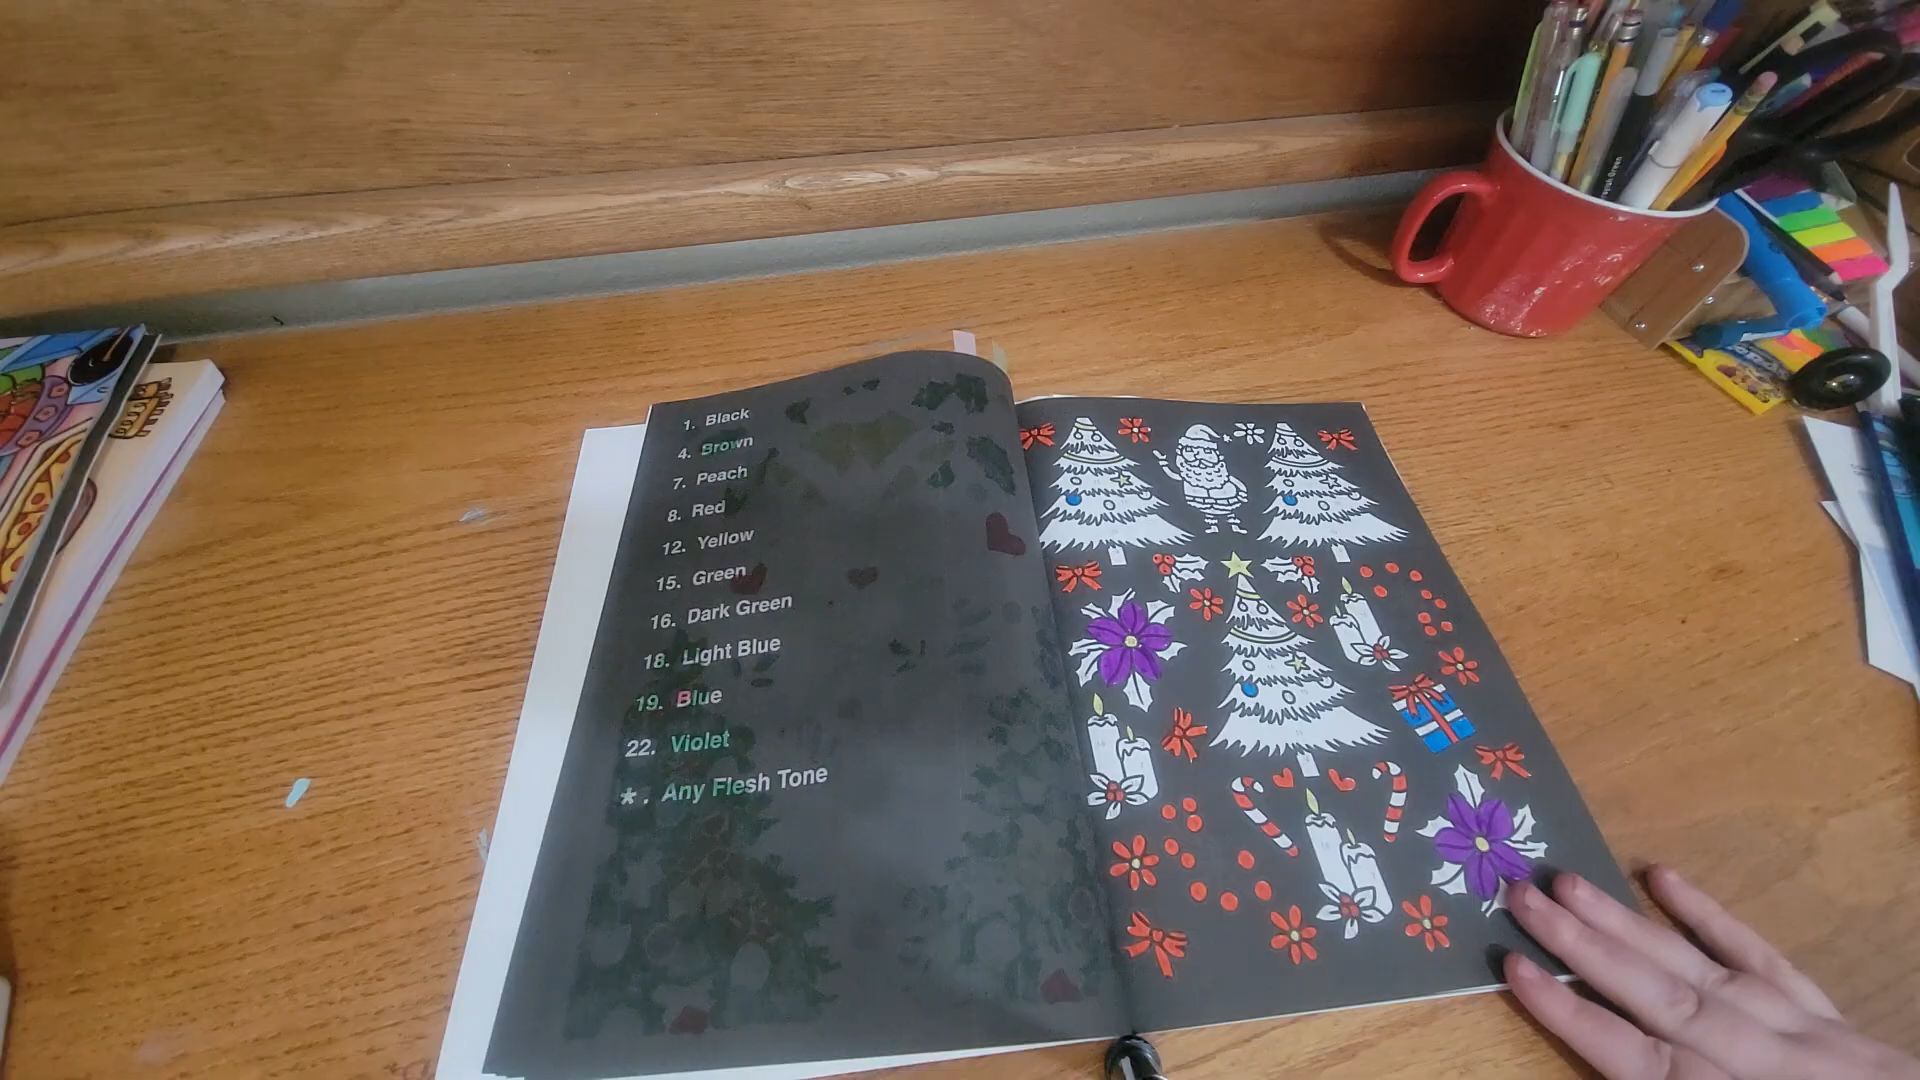 1. Black
4. Brown
7. Peach
8. Red
12. Yellow
15. Green
16. Dark Green
18. Light Blue
19. Blue
22. Violet
*. Any Flesh Tone